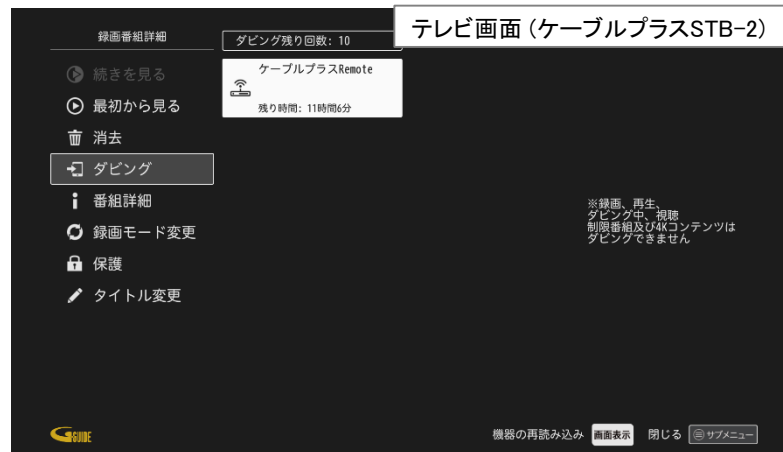 テレビ画面 (ケーブルプラスSTB-2)
録画番組詳細
続きを見る
最初から見る
消去
ダビング
番組詳細
録画モード変更
保護
タイトル変更
ダビング残り回数: 10
ケーブルプラスRemote
残り時間: 11時間6分
※録画、再生、
ダビング中、視聴
制限番組及び4Kコンテンツは
ダビングできません
G GUIDE
機器の再読み込み 画面表示 閉じる サブメニュー